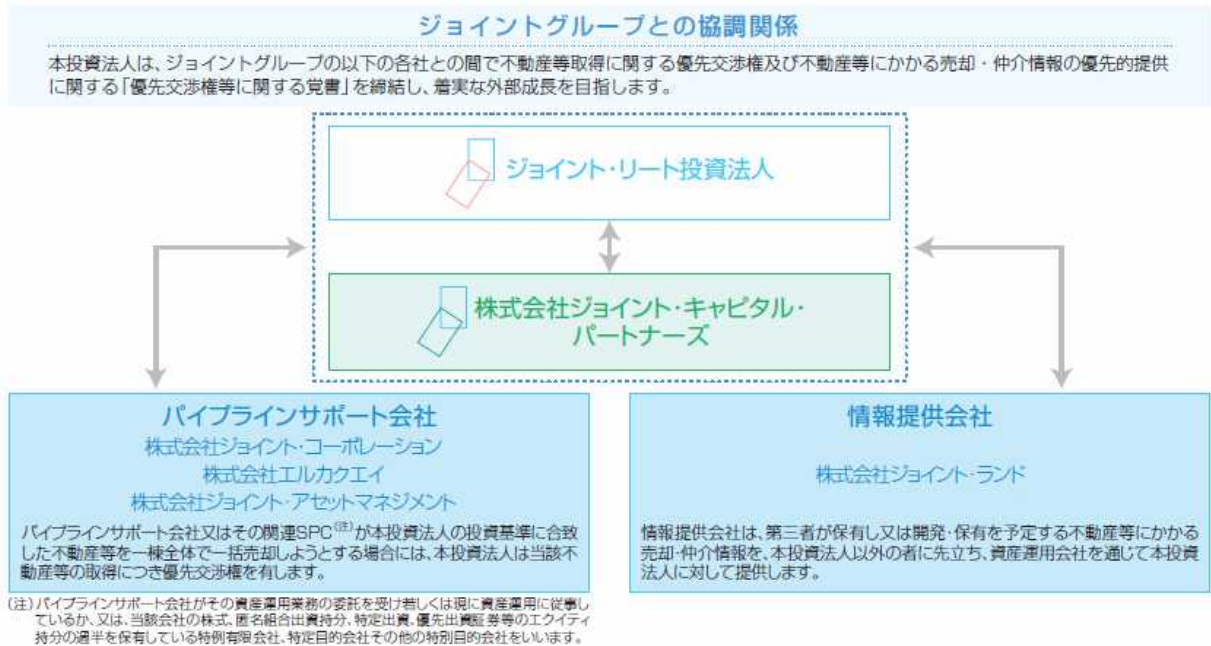 ジョイントグループとの協調関係
本投資法人は、ジョイントグループの以下の各社との間で不動産等取得に関する優先交渉権及び不動産等にかかる売却・仲介情報の優先的提供
に関する「優先交渉権等に関する覚書」を締結し、着実な外部成長を目指します。
ジョイント・リート投資法人
株式会社ジョイント・キャピタル・
パートナーズ
パイプラインサポート会社
株式会社ジョイント・コーポレーション
株式会社エルカクエイ
株式会社ジョイント・アセットマネジメント
パイプラインサポート会社又はその関連SPC(注)が本投資法人の投資基準に合致
した不動産等を一棟全体で一括売却しようとする場合には、本投資法人は当該不
動産等の取得につき優先交渉権を有します。
(注)パイプラインサポート会社がその資産運用業務の委託を受け若しくは現に資産運用に従事し
ているか、又は、当該会社の株式、匿名組合出資持分、特定出資、優先出資証券等のエクイティ
持分の過半を保有している特例有限会社、特定目的会社その他の特別目的会社をいいます。
情報提供会社
株式会社ジョイント・ランド
情報提供会社は、第三者が保有し又は開発・保有を予定する不動産等にかかる
売却・仲介情報を、本投資法人以外の者に先立ち、資産運用会社を通じて本投資
法人に対して提供します。